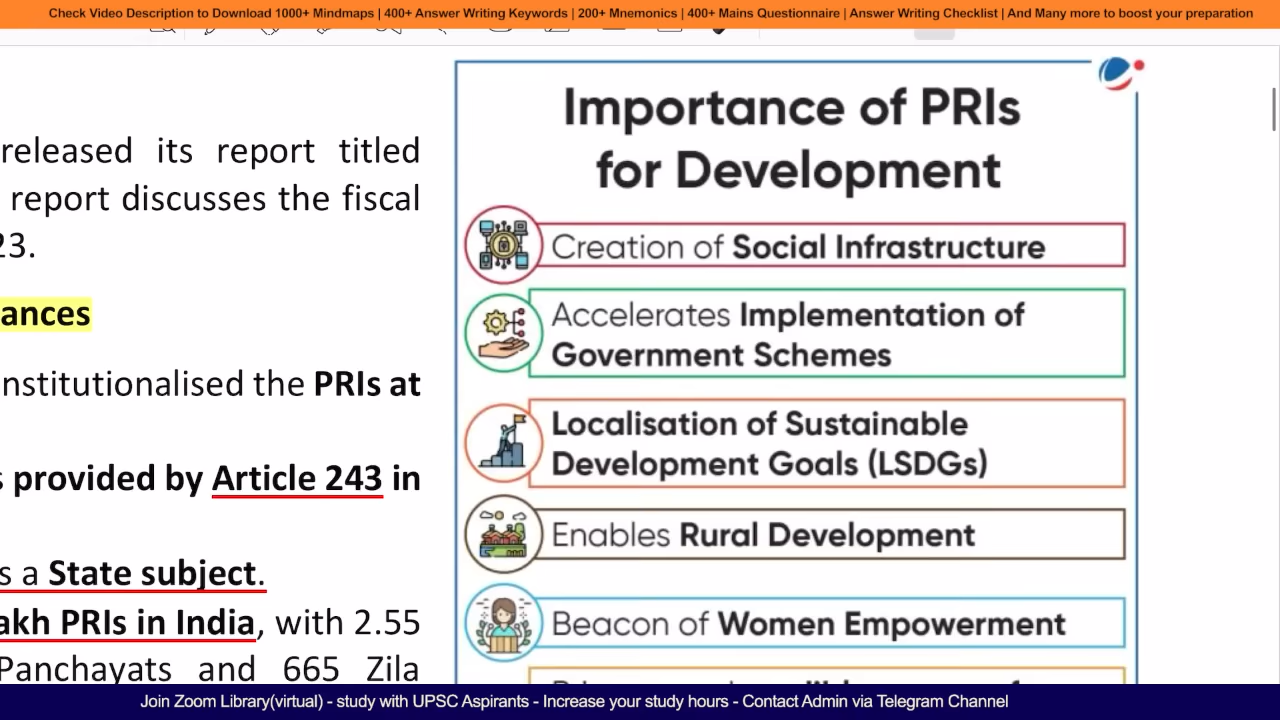 Check Video Description to Download 1000+ Mindmaps | 400+ Answer Writing Keywords | 200+ Mnemonics | 400+ Mains Questionnaire | Answer Writing Checklist | And Many more to boost your preparation
released its report titled
report discusses the fiscal
23.
ances
nstitutionalised the PRIs at
s provided by Article 243 in
s a State subject.
akh PRIs in India, with 2.55
Panchayats and 665 Zila
Importance of PRIs
for Development
Creation of Social Infrastructure
Accelerates Implementation of
Government Schemes
Localisation of Sustainable
Development Goals (LSDGs)
Enables Rural Development
Beacon of Women Empowerment
Join Zoom Library(virtual) - study with UPSC Aspirants - Increase your study hours - Contact Admin via Telegram Channel